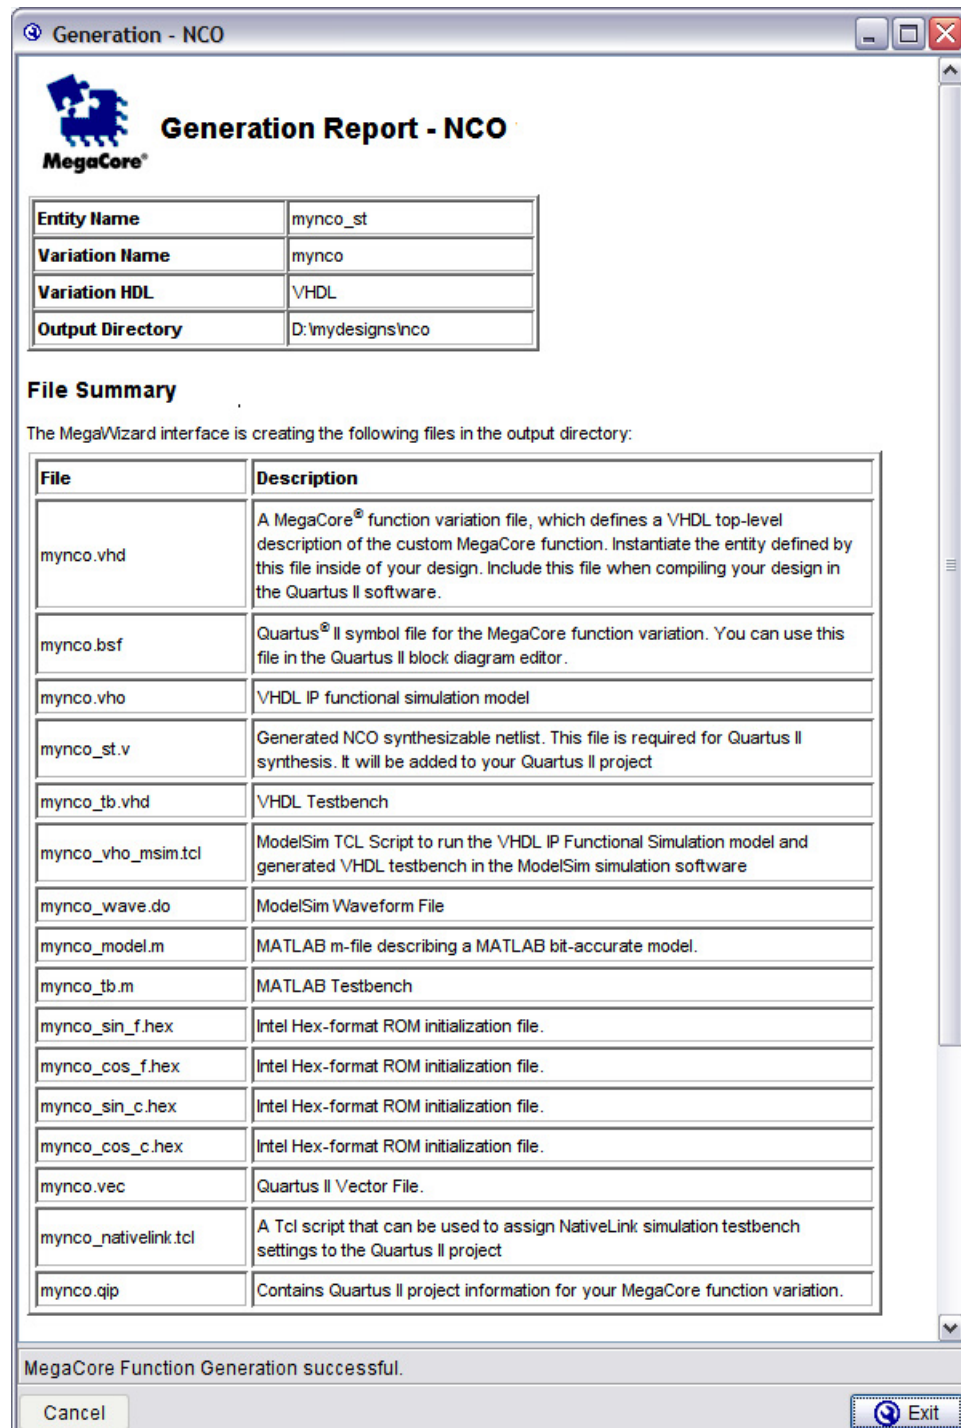 Generation - NCO
MegaCore®
Generation Report - NCO
Entity Name mynco_st
Variation Name mynco
Variation HDL VHDL
Output Directory D:\mydesigns\nco
File Summary
The MegaWizard interface is creating the following files in the output directory:
File Description
mynco.vhd
A MegaCore® function variation file, which defines a VHDL top-level
description of the custom MegaCore function. Instantiate the entity defined by
this file inside of your design. Include this file when compiling your design in
the Quartus II software.
mynco.bsf
Quartus® II symbol file for the MegaCore function variation. You can use this
file in the Quartus II block diagram editor.
mynco.vho VHDL IP functional simulation model
mynco_st.v
Generated NCO synthesizable netlist. This file is required for Quartus II
synthesis. It will be added to your Quartus II project
mynco_tb.vhd VHDL Testbench
mynco_vho_msim.tcl
ModelSim TCL Script to run the VHDL IP Functional Simulation model and
generated VHDL testbench in the ModelSim simulation software
mynco_wave.do ModelSim Waveform File
mynco_model.m MATLAB m-file describing a MATLAB bit-accurate model.
mynco_tb.m MATLAB Testbench
mynco_sin_f.hex Intel Hex-format ROM initialization file.
mynco_cos_f.hex Intel Hex-format ROM initialization file.
mynco_sin_c.hex Intel Hex-format ROM initialization file.
mynco_cos_c.hex Intel Hex-format ROM initialization file.
mynco.vec Quartus II Vector File.
mynco_nativelink.tcl
A Tcl script that can be used to assign NativeLink simulation testbench
settings to the Quartus II project
mynco.qip Contains Quartus II project information for your MegaCore function variation.
MegaCore Function Generation successful.
Cancel Exit